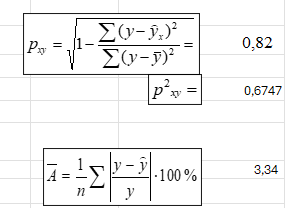 p_xy = √(1 − ∑(y−ŷ_x)² / ∑(y−ȳ)²) = 0,82
p²_xy = 0,6747
A̅ = 1/n ∑ |(y − ŷ)/y| ·100 % 3,34